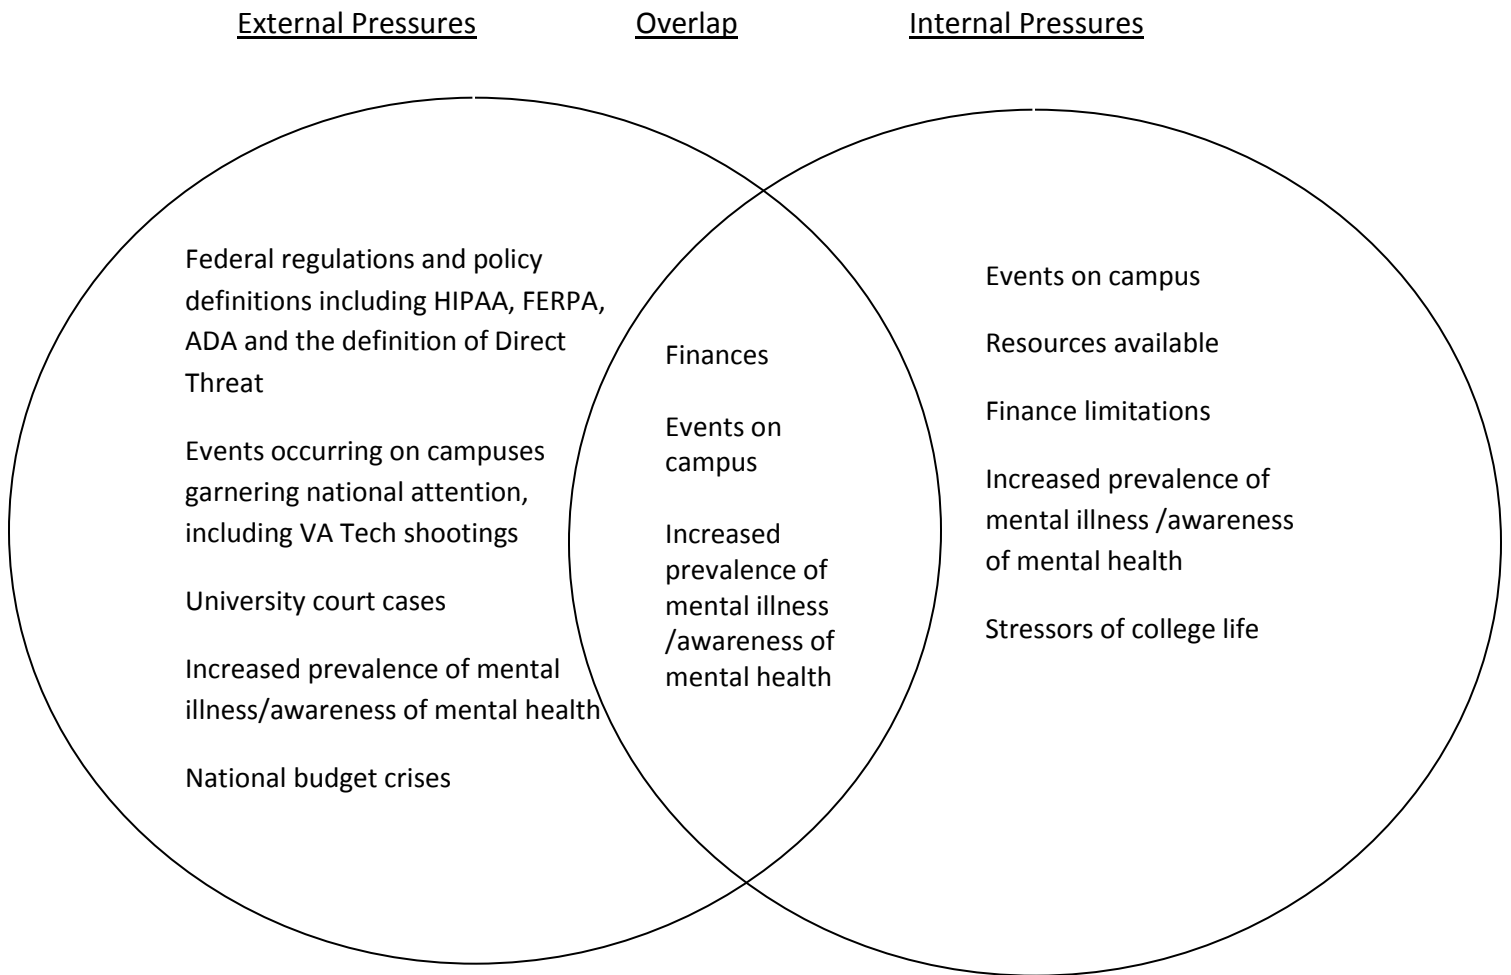 External Pressures
Overlap
Internal Pressures
Federal regulations and policy
definitions including HIPAA, FERPA,
ADA and the definition of Direct
Threat
Events occurring on campuses
garnering national attention,
including VA Tech shootings
University court cases
Increased prevalence of mental
illness/awareness of mental health
National budget crises
Finances
Events on
campus
Increased
prevalence of
mental illness
/awareness of
mental health
Events on campus
Resources available
Finance limitations
Increased prevalence of
mental illness /awareness
of mental health
Stressors of college life